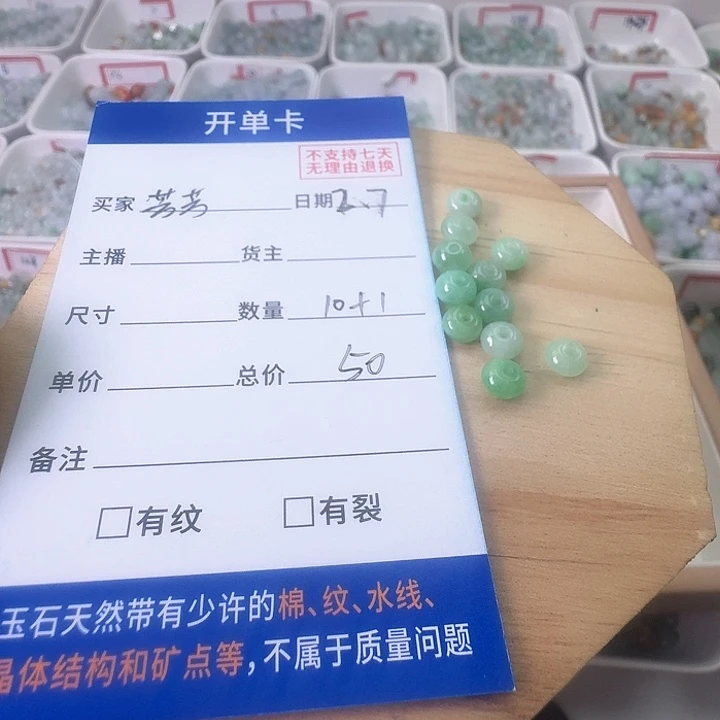 开单卡
不支持七天
无理由退换
买家 芳芳 日期 2.7
主播 货主
尺寸 数量 10+1
单价 总价 50
备注
有纹 有裂
玉石天然带有少许的棉、纹、水线、
晶体结构和矿点等，不属于质量问题